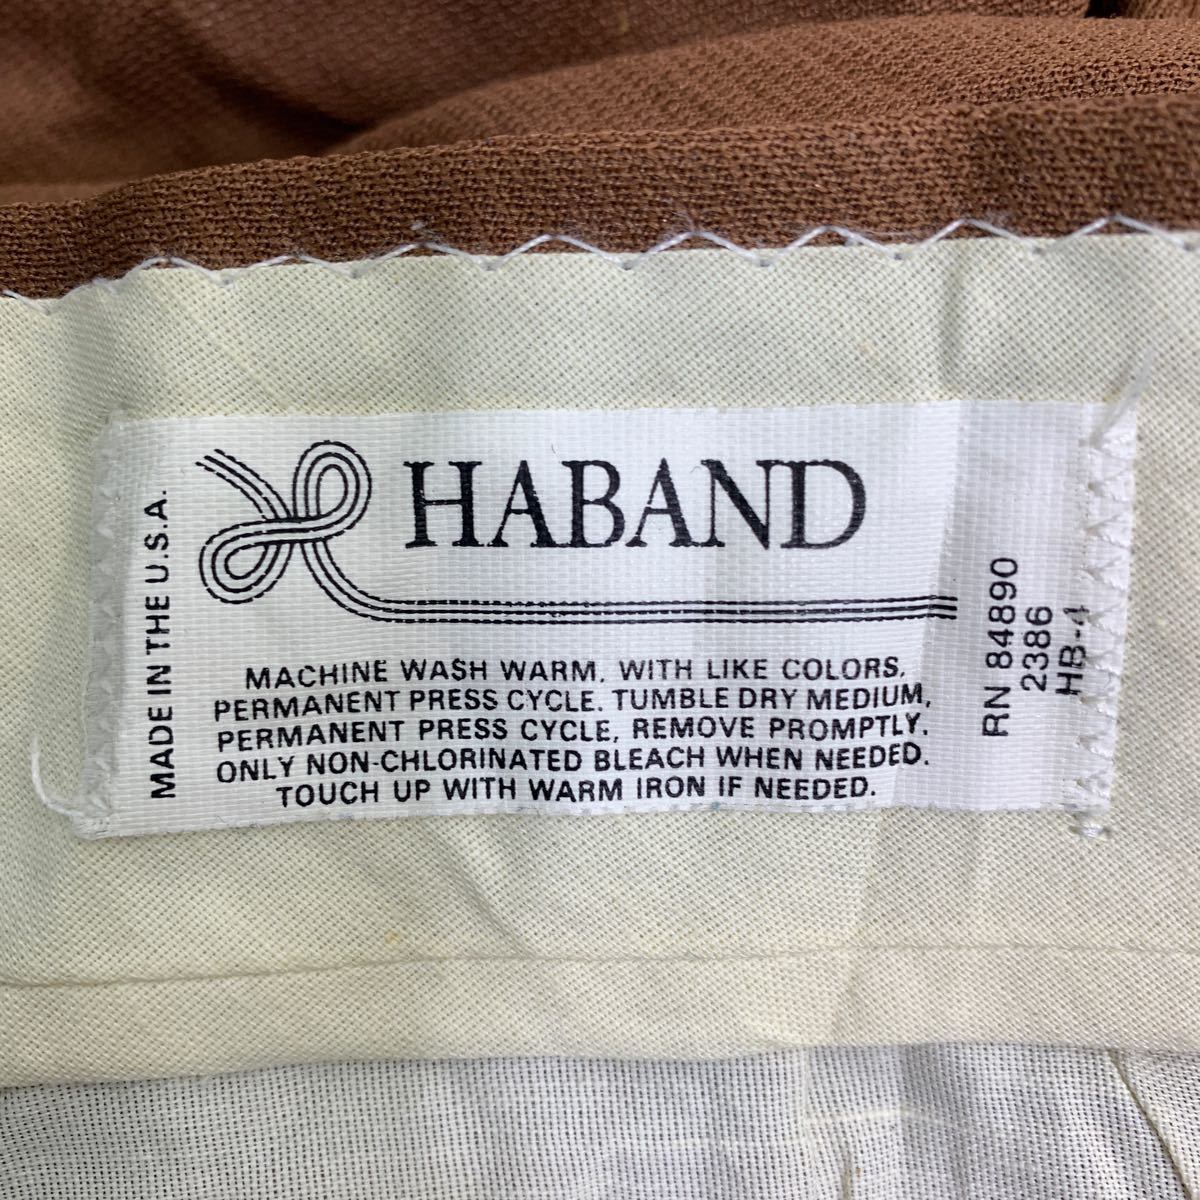 MADE IN THE U.S.A.
HABAND
MACHINE WASH WARM, WITH LIKE COLORS,
PERMANENT PRESS CYCLE. TUMBLE DRY MEDIUM,
PERMANENT PRESS CYCLE, REMOVE PROMPTLY.
ONLY NON-CHLORINATED BLEACH WHEN NEEDED.
TOUCH UP WITH WARM IRON IF NEEDED.
RN 84890
2386
HB-4